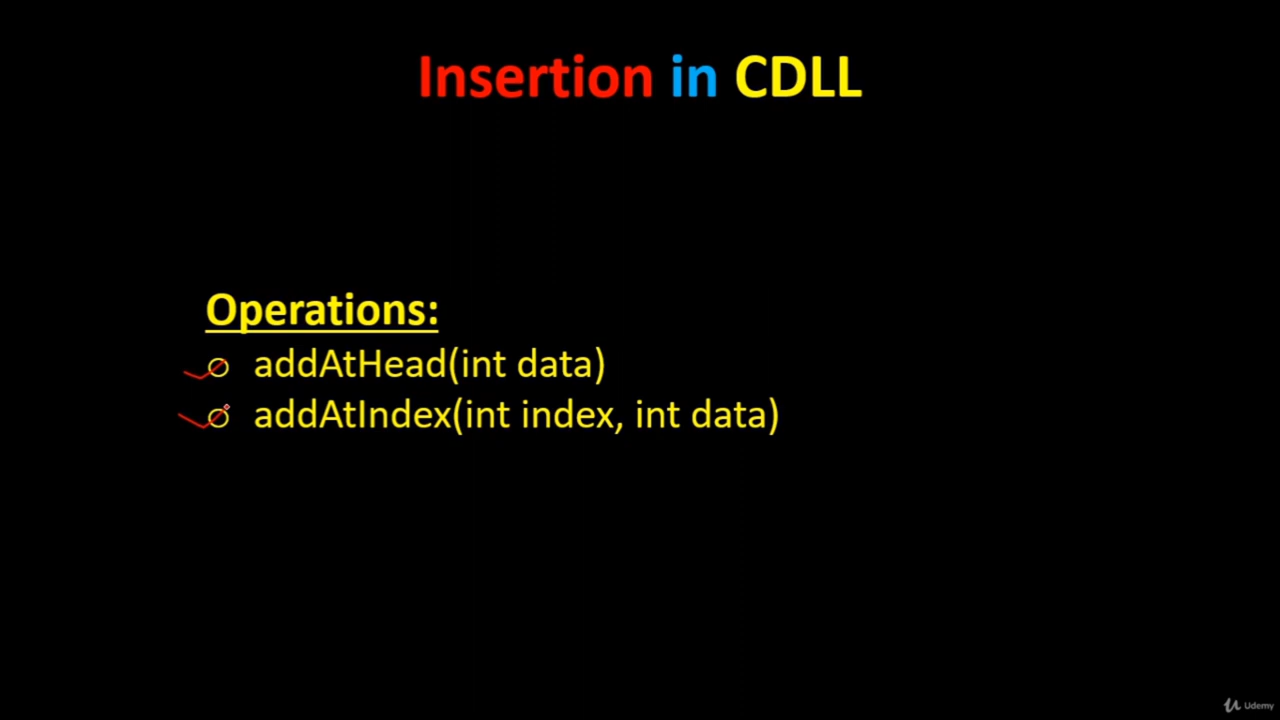 Insertion in CDLL
Operations:
addAtHead(int data)
addAtIndex(int index, int data)
Udemy